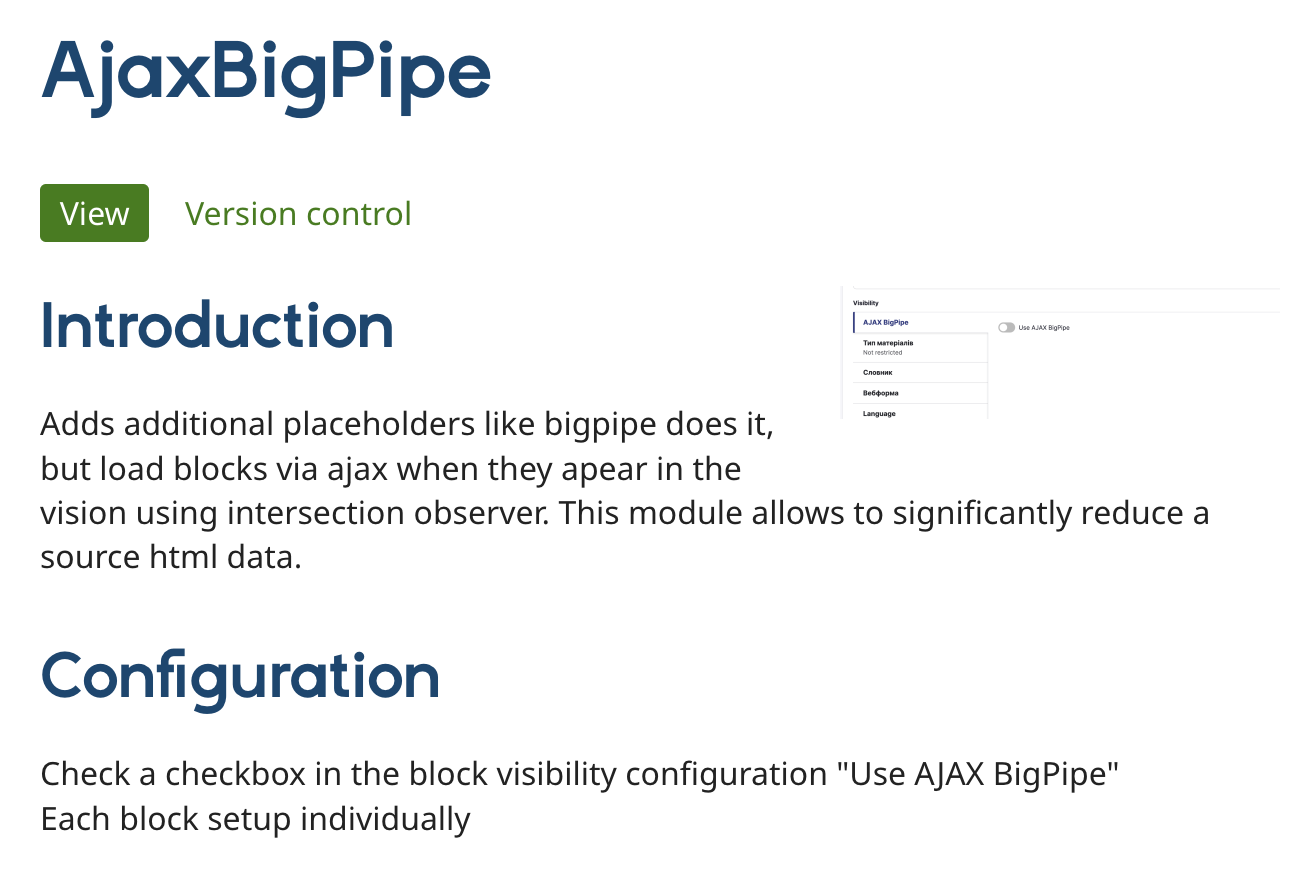 AjaxBigPipe
View
Version control
Introduction
Adds additional placeholders like bigpipe does it,
but load blocks via ajax when they apear in the
vision using intersection observer. This module allows to significantly reduce a
source html data.
Visibility
AJAX BigPipe
Use AJAX BigPipe
Тип матеріалів
Not restricted
Словник
Вебформа
Language
Configuration
Check a checkbox in the block visibility configuration "Use AJAX BigPipe"
Each block setup individually